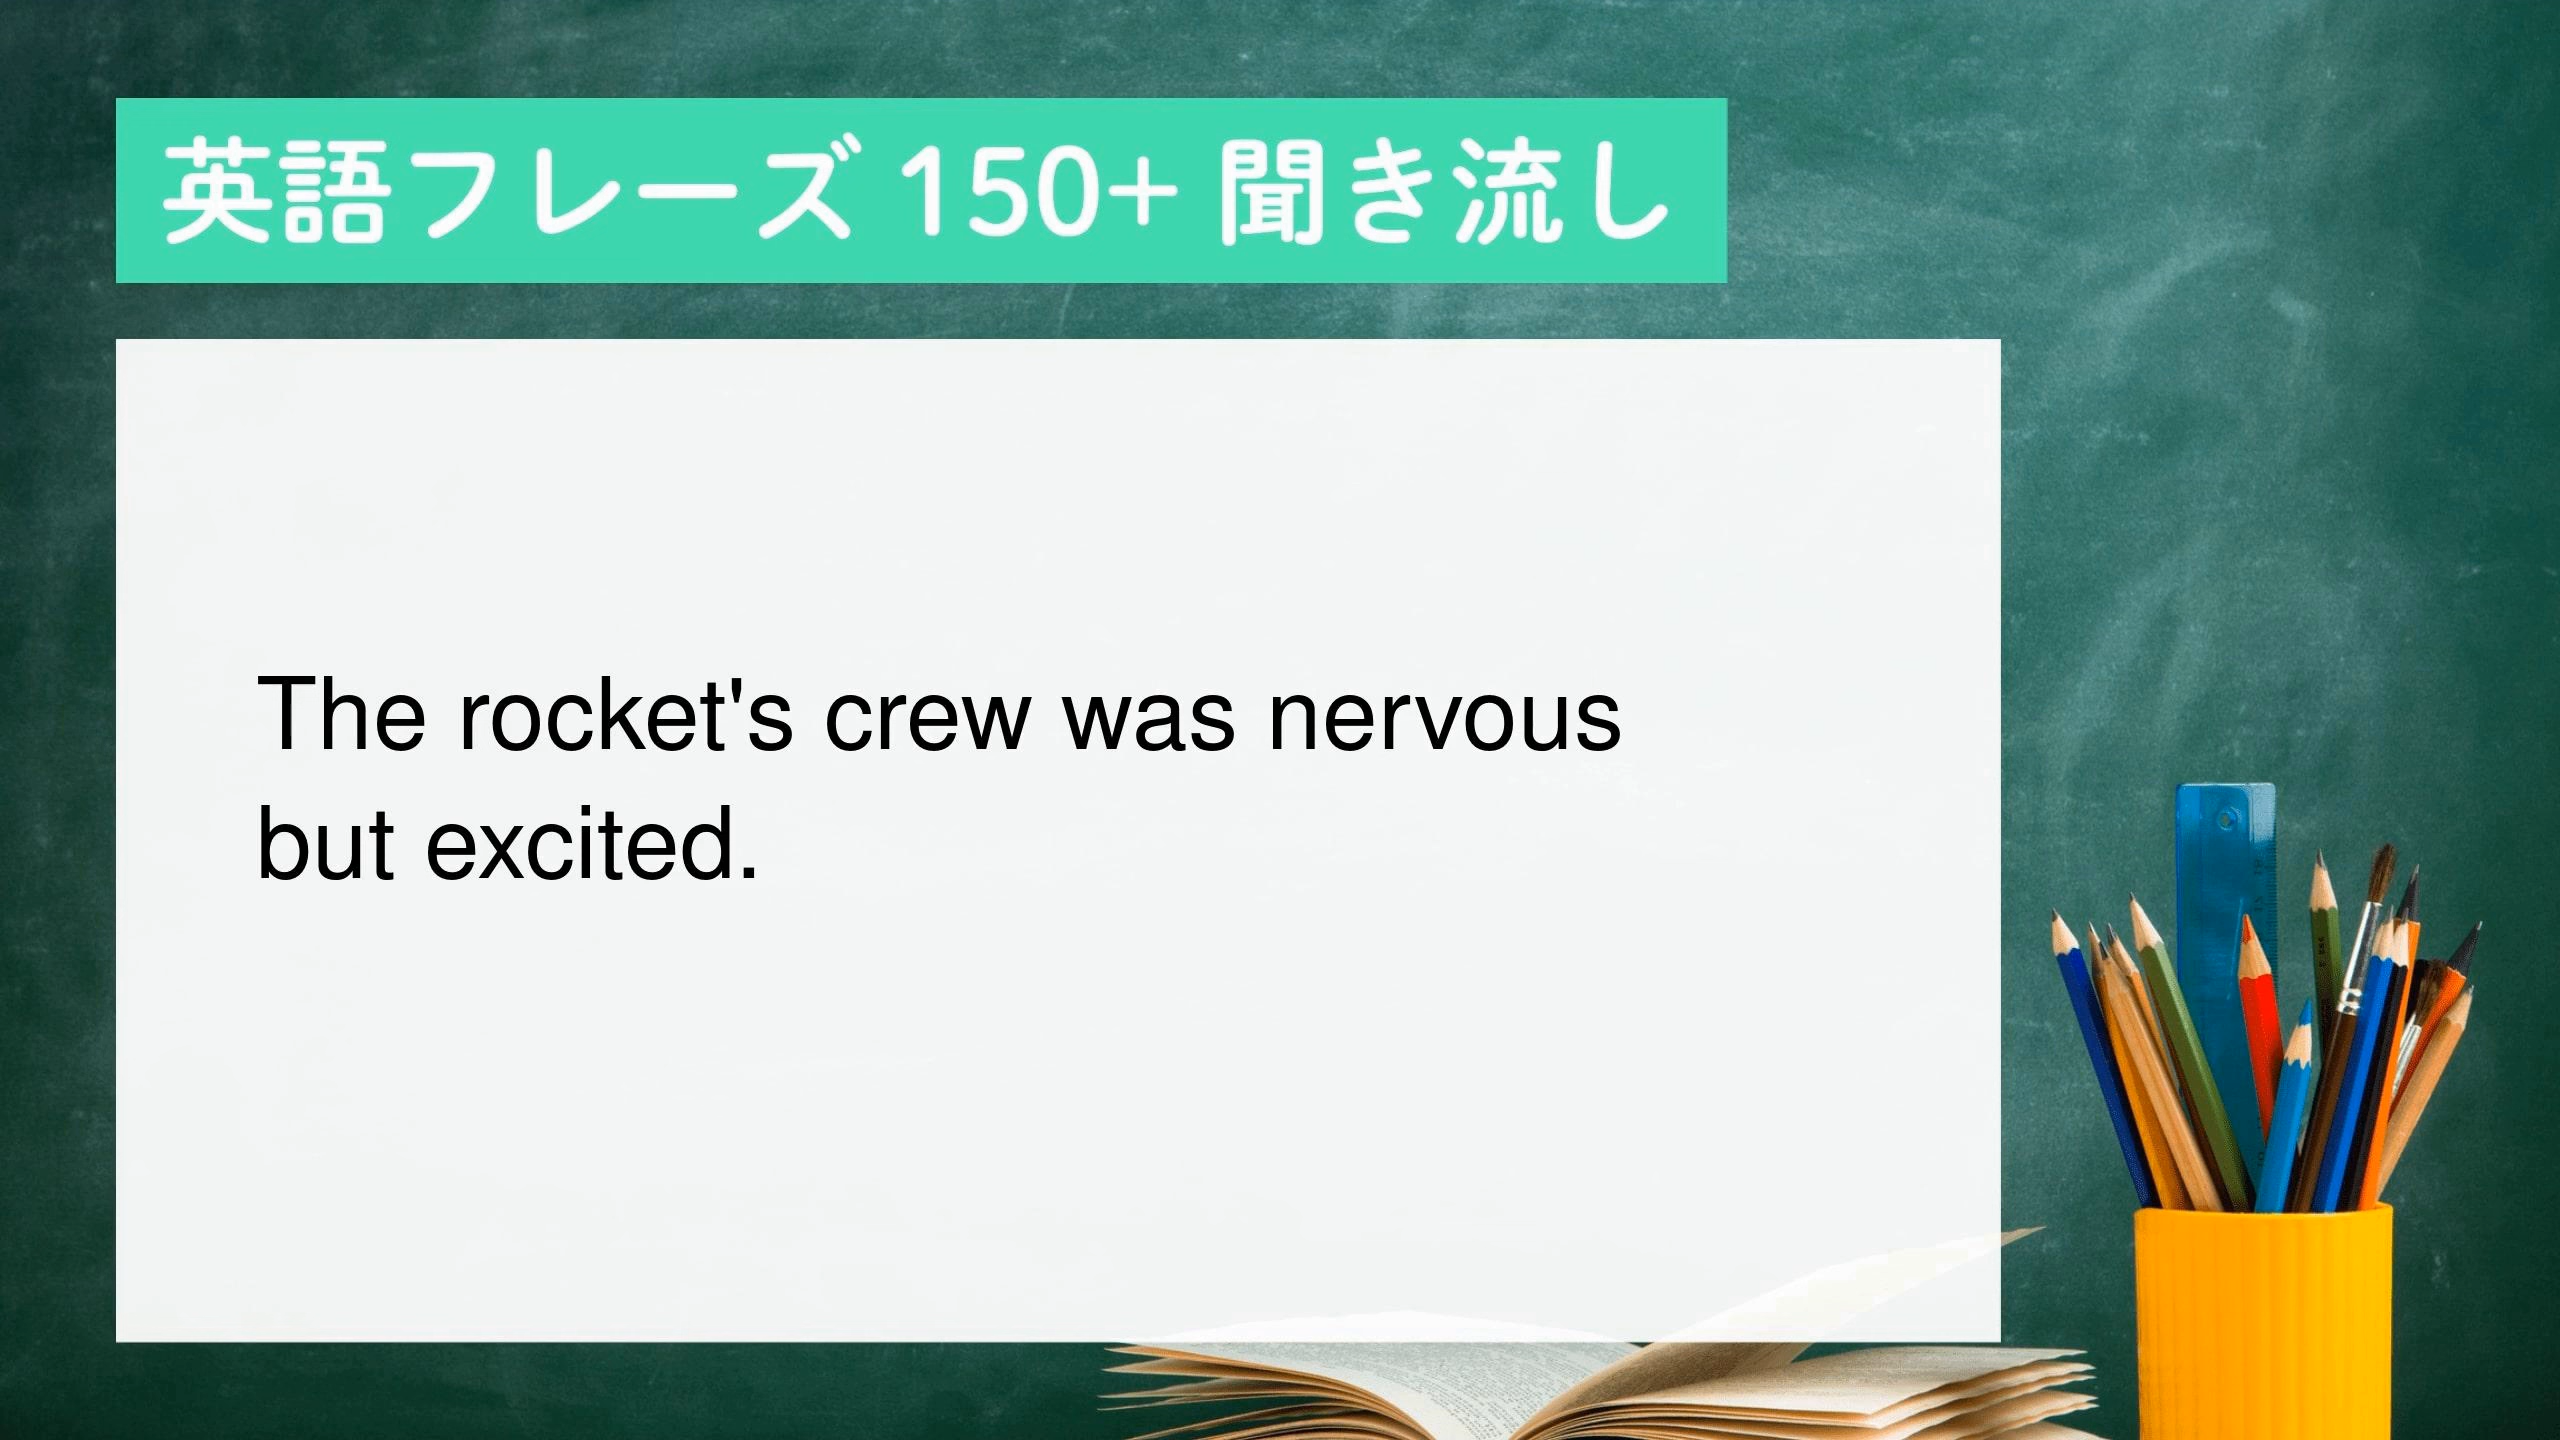 英語フレーズ 150+ 聞き流し
The rocket's crew was nervous
but excited.